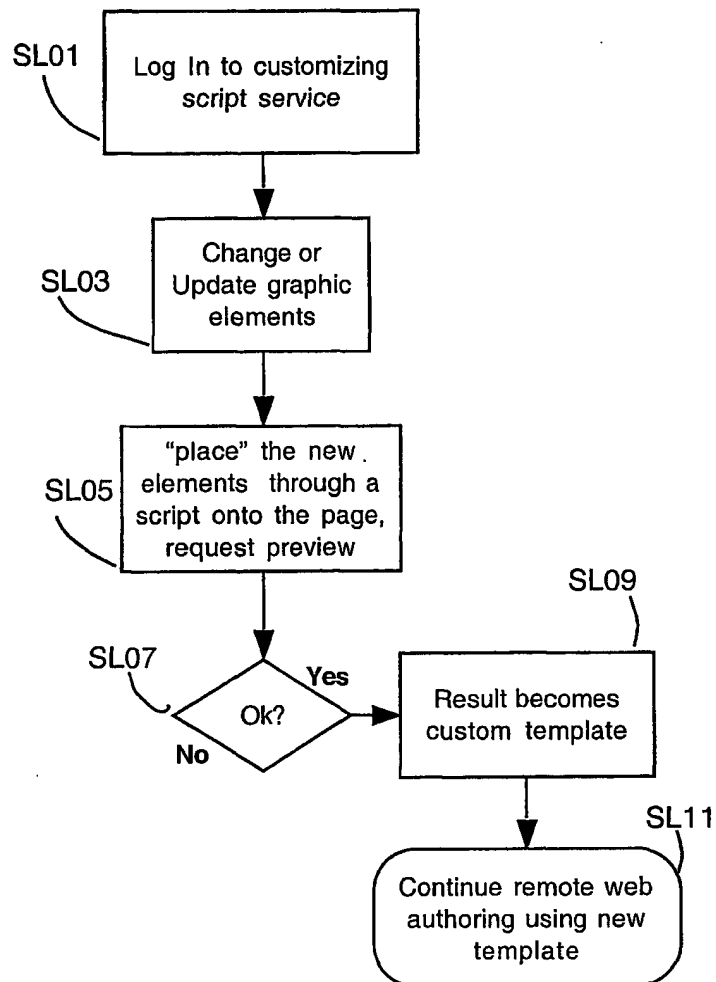 SL01
Log In to customizing
script service
SL03
Change or
Update graphic
elements
SL05
"place" the new
elements through a
script onto the page,
request preview
SL07
Ok?
Yes
No
SL09
Result becomes
custom template
SL11
Continue remote web
authoring using new
template